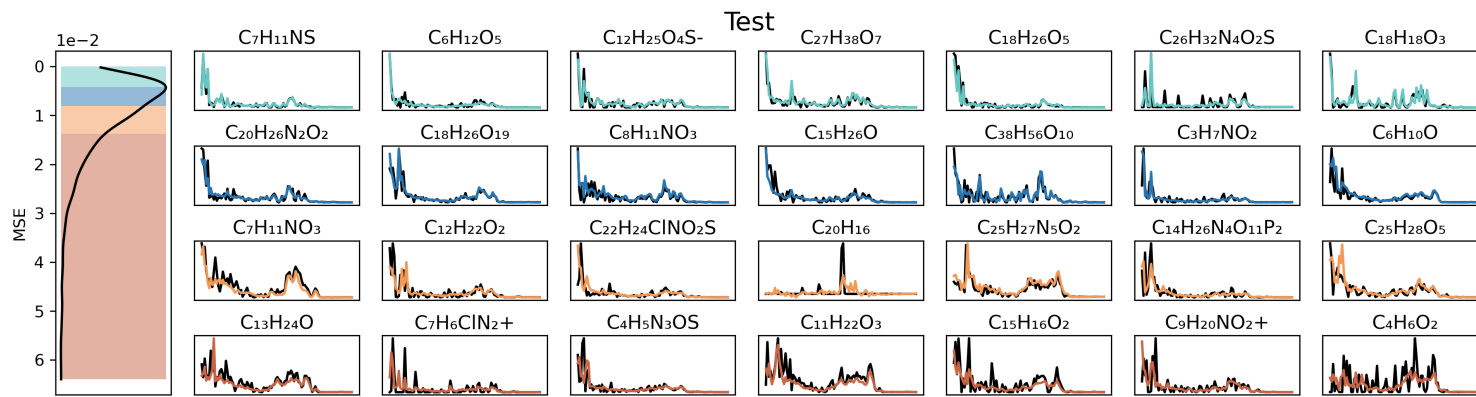 Test
1e−2
0
1
2
3
4
5
6
MSE
C₇H₁₁NS
C₆H₁₂O₅
C₁₂H₂₅O₄S-
C₂₇H₃₈O₇
C₁₈H₂₆O₅
C₂₆H₃₂N₄O₂S
C₁₈H₁₈O₃
C₂₀H₂₆N₂O₂
C₁₈H₂₆O₁₉
C₈H₁₁NO₃
C₁₅H₂₆O
C₃₈H₅₆O₁₀
C₃H₇NO₂
C₆H₁₀O
C₇H₁₁NO₃
C₁₂H₂₂O₂
C₂₂H₂₄ClNO₂S
C₂₀H₁₆
C₂₅H₂₇N₅O₂
C₁₄H₂₆N₄O₁₁P₂
C₂₅H₂₈O₅
C₁₃H₂₄O
C₇H₆ClN₂+
C₄H₅N₃OS
C₁₁H₂₂O₃
C₁₅H₁₆O₂
C₉H₂₀NO₂+
C₄H₆O₂